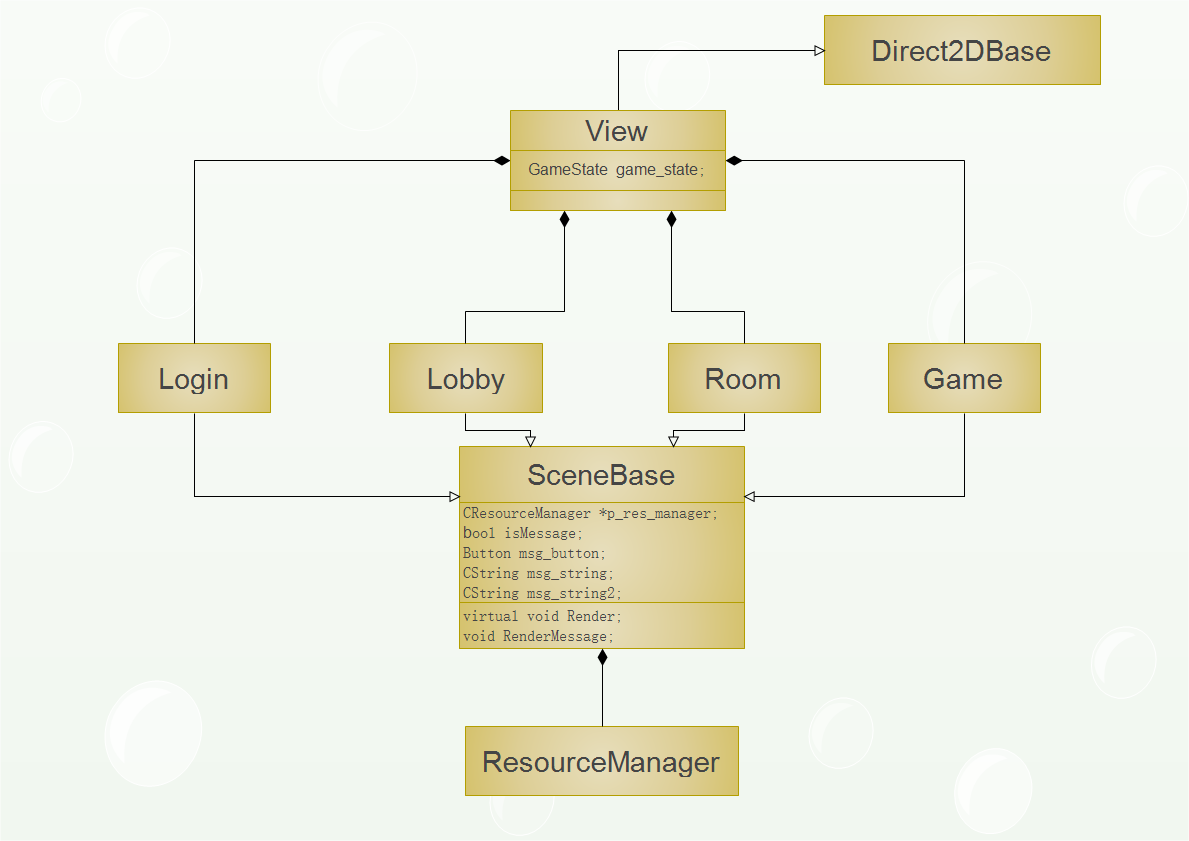 Direct2DBase
View
GameState game_state;
Login
Lobby
Room
Game
SceneBase
CResourceManager *p_res_manager;
bool isMessage;
Button msg_button;
CString msg_string;
CString msg_string2;
virtual void Render;
void RenderMessage;
ResourceManager